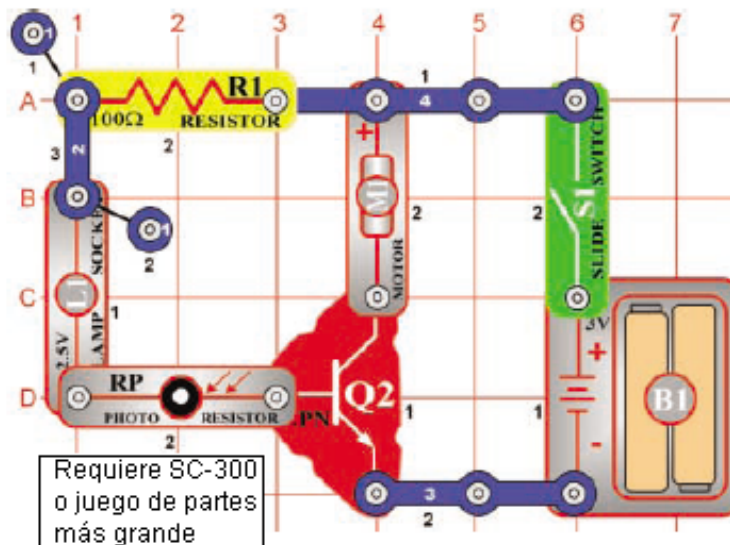 1 2 3 4 5 6 7
1
1
A
R1
100Ω RESISTOR
2
1
4
3
2
+
M1
MOTOR
2
S1
SLIDE SWITCH
2
B
1
2
L1
2.5V LAMP SOCKET
1
C
3V
+
-
B1
1
D
RP
PHOTO RESISTOR
2
NPN
Q2
1
3
2
Requiere SC-300
o juego de partes
más grande